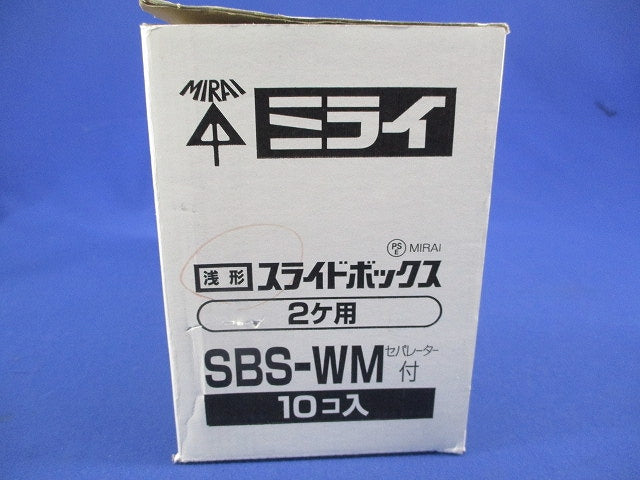 MIRAI
ミライ
PS
E MIRAI
浅形 スライドボックス
2ケ用
SBS-WM セパレーター付
10コ入